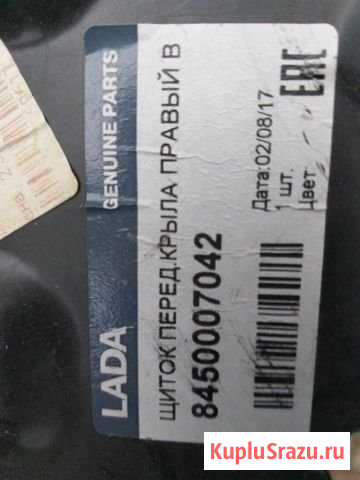 LADA GENUINE PARTS
ЩИТОК ПЕРЕД.КРЫЛА ПРАВЫЙ В
8450007042
Дата:02/08/17
1 шт.
Цвет:
EAC
KupluSrazu.ru